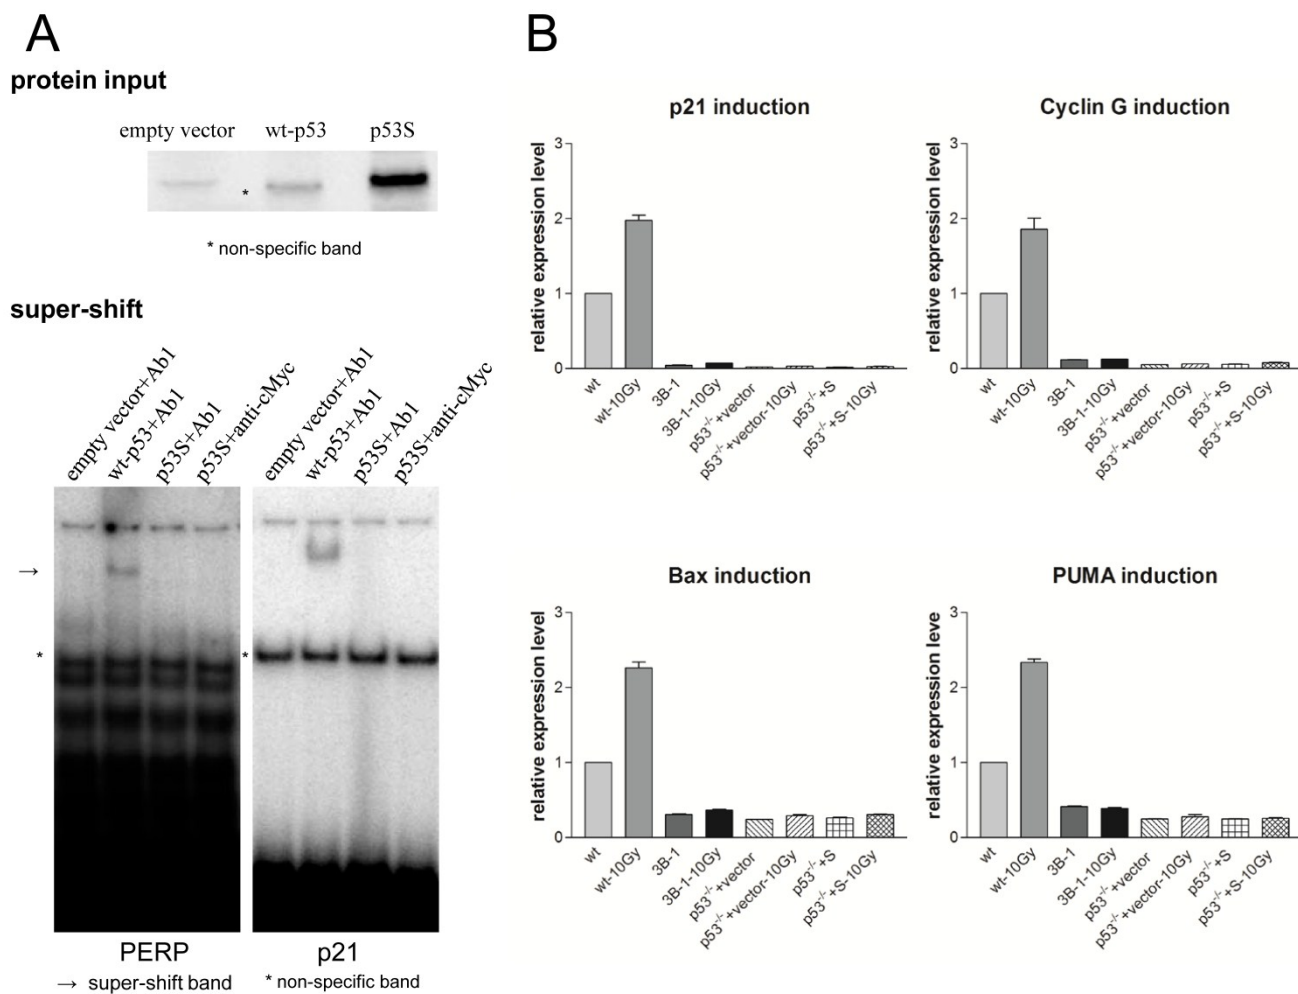 A
protein input
empty vector
wt-p53
p53S
*
* non-specific band
super-shift
empty vector+Ab1
wt-p53+Ab1
p53S+Ab1
p53S+anti-cMyc
empty vector+Ab1
wt-p53+Ab1
p53S+Ab1
p53S+anti-cMyc
→
*
*
PERP
p21
→ super-shift band
* non-specific band
B
p21 induction
relative expression level
3
2
1
0
wt
wt-10Gy
3B-1
3B-1-10Gy
p53⁻/⁻+vector
p53⁻/⁻+vector-10Gy
p53⁻/⁻+S
p53⁻/⁻+S-10Gy
Cyclin G induction
relative expression level
3
2
1
0
wt
wt-10Gy
3B-1
3B-1-10Gy
p53⁻/⁻+vector
p53⁻/⁻+vector-10Gy
p53⁻/⁻+S
p53⁻/⁻+S-10Gy
Bax induction
relative expression level
3
2
1
0
wt
wt-10Gy
3B-1
3B-1-10Gy
p53⁻/⁻+vector
p53⁻/⁻+vector-10Gy
p53⁻/⁻+S
p53⁻/⁻+S-10Gy
PUMA induction
relative expression leve
3
2
1
0
wt
wt-10Gy
3B-1
3B-1-10Gy
p53⁻/⁻+vector
p53⁻/⁻+vector-10Gy
p53⁻/⁻+S
p53⁻/⁻+S-10Gy